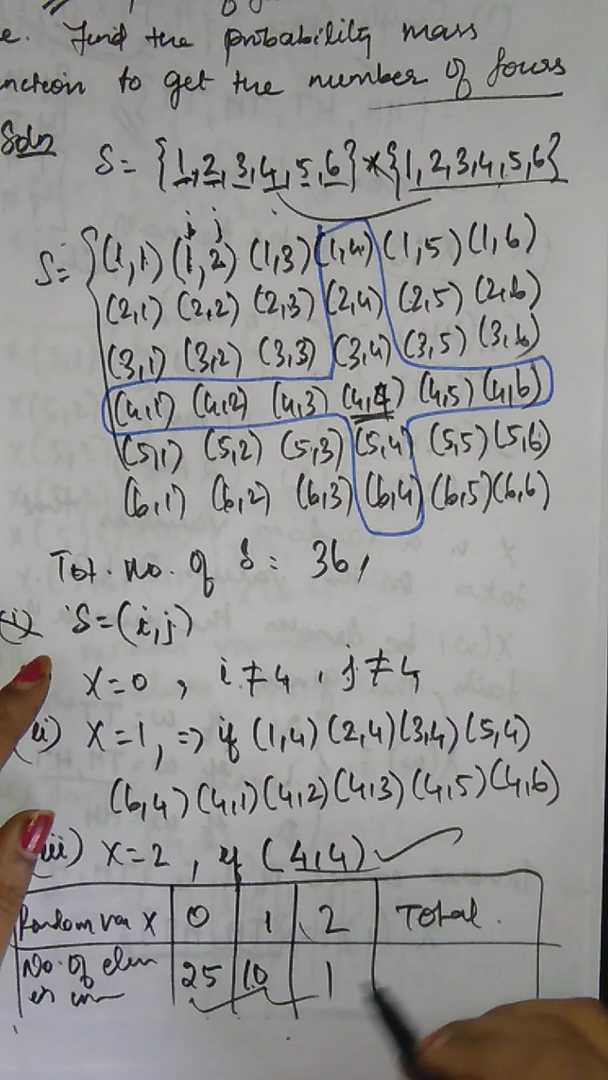 e. Find the probability mass
nction to get the number of fours
Soln
S = {1,2,3,4,5,6}×{1,2,3,4,5,6}
i j
S= {(1,1) (1,2) (1,3) (1,4) (1,5) (1,6)
(2,1) (2,2) (2,3) (2,4) (2,5) (2,6)
(3,1) (3,2) (3,3) (3,4) (3,5) (3,6)
(4,1) (4,2) (4,3) (4,4) (4,5) (4,6)
(5,1) (5,2) (5,3) (5,4) (5,5) (5,6)
(6,1) (6,2) (6,3) (6,4) (6,5) (6,6)
Tot. no. of S = 36,
(i) S=(i,j)
X=0 , i≠4 , j≠4
(ii) X=1, => if (1,4) (2,4) (3,4) (5,4)
(6,4) (4,1) (4,2) (4,3) (4,5) (4,6)
iii) X=2 , if (4,4)
Random var X 0 1 2 Total.
No. of elem 25 10 1